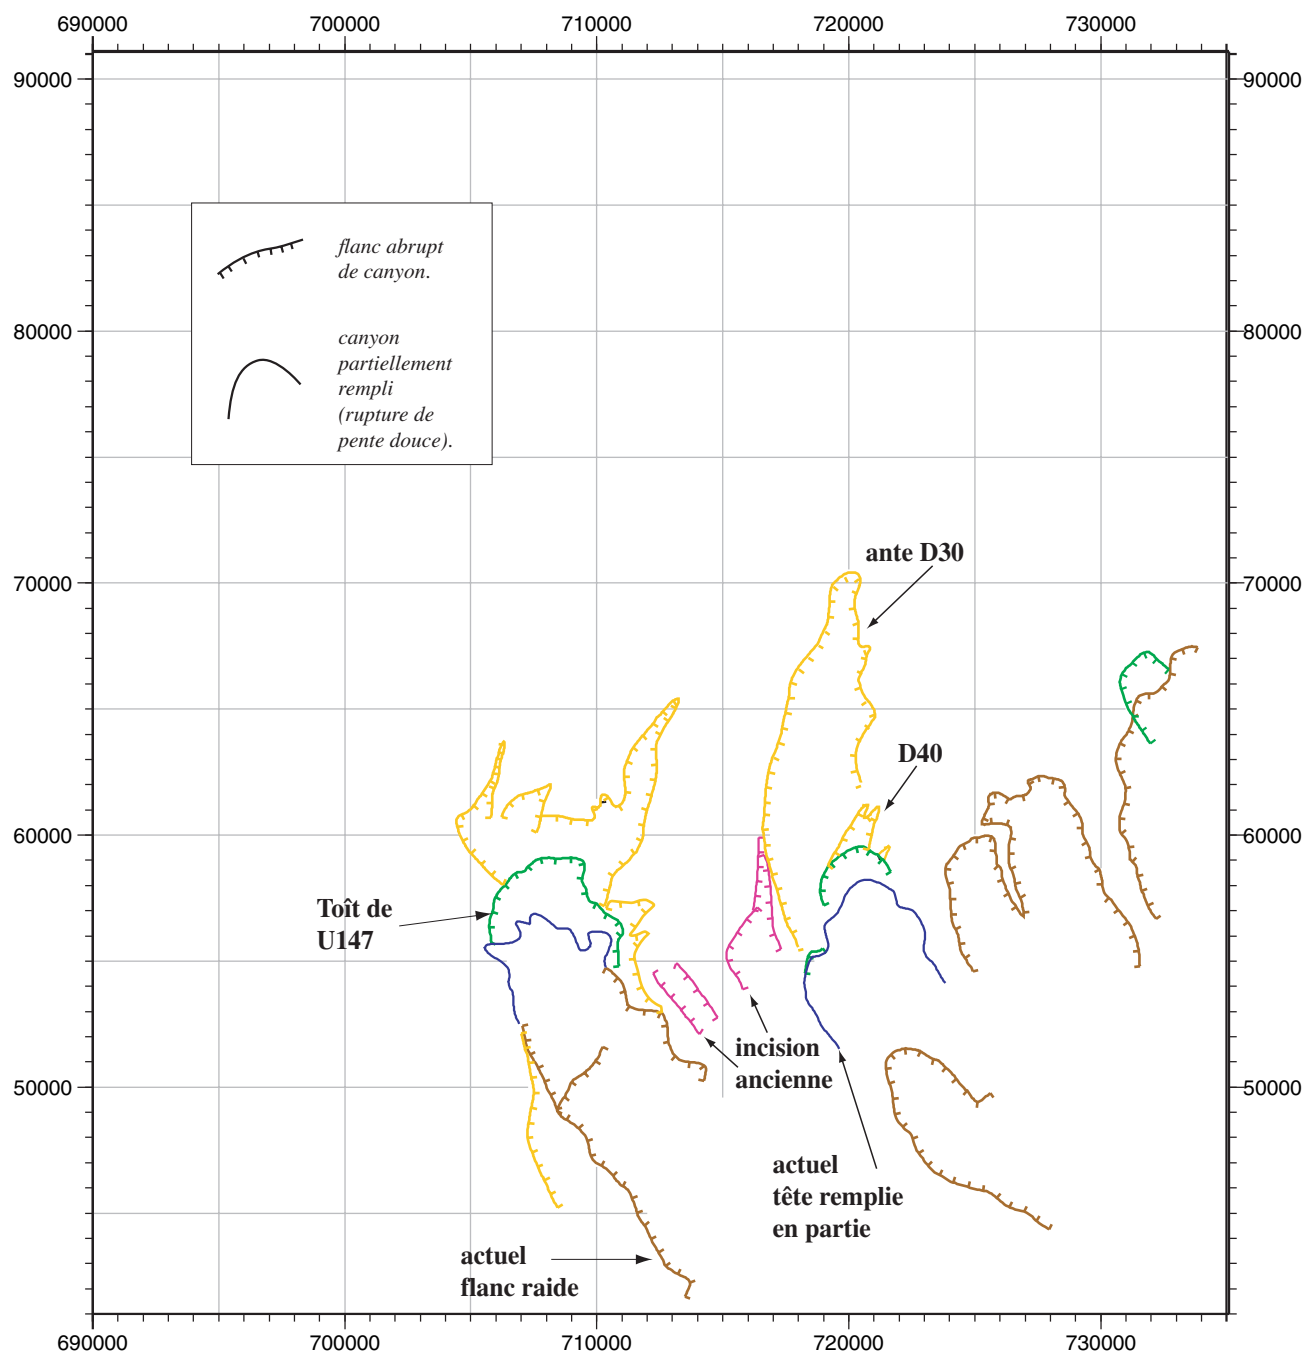 690000 700000 710000 720000 730000
90000 90000
flanc abrupt
de canyon.
80000 80000
canyon
partiellement
rempli
(rupture de
pente douce).
70000 70000
ante D30
D40
60000 60000
Toît de
U147
incision
ancienne
50000 50000
actuel
tête remplie
en partie
actuel
flanc raide
690000 700000 710000 720000 730000